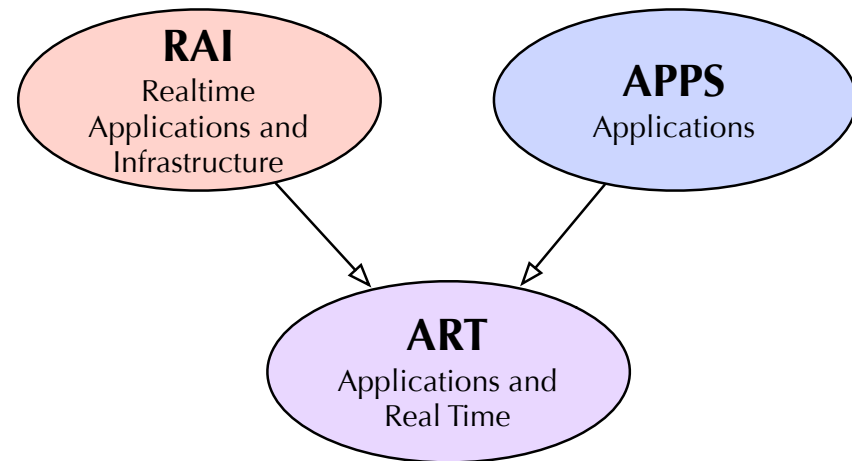 RAI
Realtime
Applications and
Infrastructure
APPS
Applications
ART
Applications and
Real Time